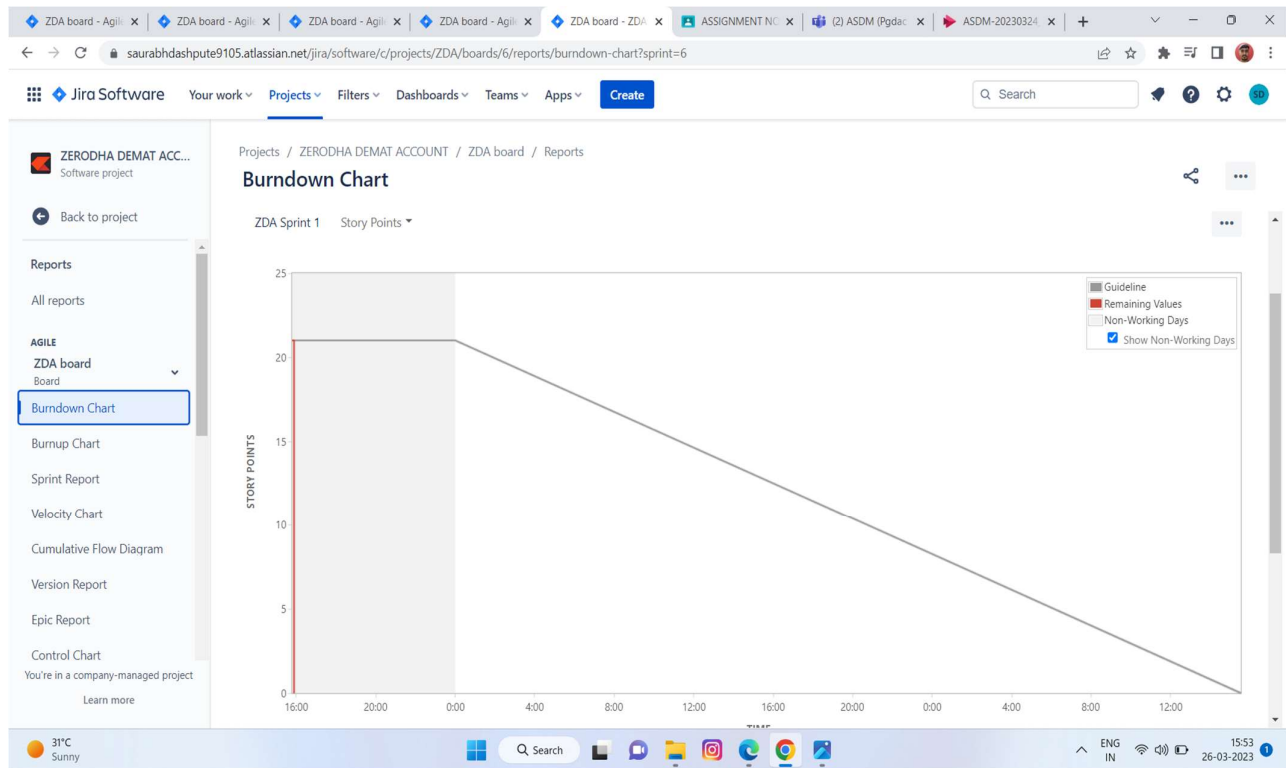 ZDA board - Agil ZDA board - Agil ZDA board - Agil ZDA board - Agil ZDA board - ZDA ASSIGNMENT NO (2) ASDM (Pgdac ASDM-20230324
saurabhdashpute9105.atlassian.net/jira/software/c/projects/ZDA/boards/6/reports/burndown-chart?sprint=6
Jira Software Your work Projects Filters Dashboards Teams Apps Create Search SD
ZERODHA DEMAT ACC...
Software project
Back to project
Reports
All reports
AGILE
ZDA board
Board
Burndown Chart
Burnup Chart
Sprint Report
Velocity Chart
Cumulative Flow Diagram
Version Report
Epic Report
Control Chart
You're in a company-managed project
Learn more
Projects / ZERODHA DEMAT ACCOUNT / ZDA board / Reports
Burndown Chart
ZDA Sprint 1 Story Points
Guideline
Remaining Values
Non-Working Days
Show Non-Working Days
STORY POINTS
25
20
15
10
5
0
16:00 20:00 0:00 4:00 8:00 12:00 16:00 20:00 0:00 4:00 8:00 12:00
TIME
31°C
Sunny
Search
ENG
IN
15:53
26-03-2023
1